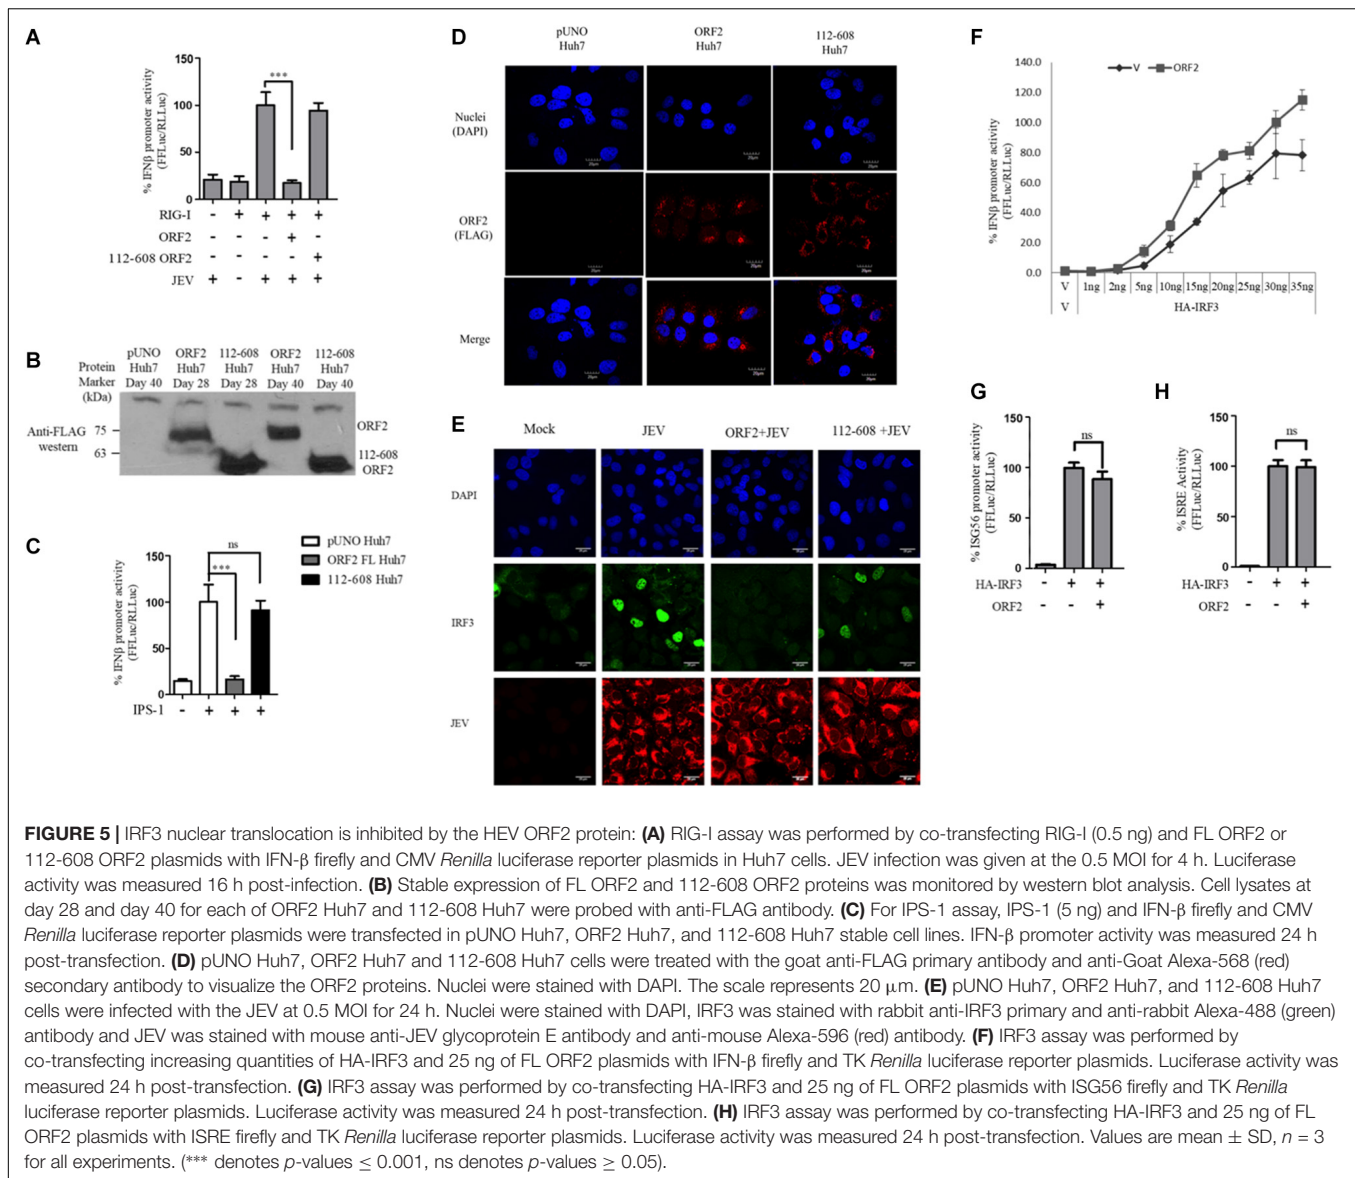 A
150
100
50
0
% IFNβ promoter activity
(FFLuc/RLLuc)
***
RIG-I - + + + +
ORF2 - - - + -
112-608 ORF2 - - - - +
JEV + - + + +
B
Protein Marker (kDa)
pUNO Huh7 Day 40
ORF2 Huh7 Day 28
112-608 Huh7 Day 28
ORF2 Huh7 Day 40
112-608 Huh7 Day 40
Anti-FLAG western
75
63
ORF2
112-608 ORF2
C
150
100
50
0
% IFNβ promoter activity
(FFLuc/RLLuc)
ns
***
IPS-1 - + + +
pUNO Huh7
ORF2 FL Huh7
112-608 Huh7
D
pUNO Huh7
ORF2 Huh7
112-608 Huh7
Nuclei (DAPI)
ORF2 (FLAG)
Merge
E
Mock JEV ORF2+JEV 112-608 +JEV
DAPI
IRF3
JEV
F
V ORF2
140.0
120.0
100.0
80.0
60.0
40.0
20.0
0.0
% IFNβ promoter activity
(FFLuc/RLLuc)
V 1ng 2ng 5ng 10ng 15ng 20ng 25ng 30ng 35ng
V HA-IRF3
G
150
100
50
0
% ISG56 promoter activity
(FFLuc/RLLuc)
ns
HA-IRF3 - + +
ORF2 - - +
H
150
100
50
0
% ISRE Activity
(FFLuc/RLLuc)
ns
HA-IRF3 - + +
ORF2 - - +
FIGURE 5 | IRF3 nuclear translocation is inhibited by the HEV ORF2 protein: (A) RIG-I assay was performed by co-transfecting RIG-I (0.5 ng) and FL ORF2 or
112-608 ORF2 plasmids with IFN-β firefly and CMV Renilla luciferase reporter plasmids in Huh7 cells. JEV infection was given at the 0.5 MOI for 4 h. Luciferase
activity was measured 16 h post-infection. (B) Stable expression of FL ORF2 and 112-608 ORF2 proteins was monitored by western blot analysis. Cell lysates at
day 28 and day 40 for each of ORF2 Huh7 and 112-608 Huh7 were probed with anti-FLAG antibody. (C) For IPS-1 assay, IPS-1 (5 ng) and IFN-β firefly and CMV
Renilla luciferase reporter plasmids were transfected in pUNO Huh7, ORF2 Huh7, and 112-608 Huh7 stable cell lines. IFN-β promoter activity was measured 24 h
post-transfection. (D) pUNO Huh7, ORF2 Huh7 and 112-608 Huh7 cells were treated with the goat anti-FLAG primary antibody and anti-Goat Alexa-568 (red)
secondary antibody to visualize the ORF2 proteins. Nuclei were stained with DAPI. The scale represents 20 μm. (E) pUNO Huh7, ORF2 Huh7, and 112-608 Huh7
cells were infected with the JEV at 0.5 MOI for 24 h. Nuclei were stained with DAPI, IRF3 was stained with rabbit anti-IRF3 primary and anti-rabbit Alexa-488 (green)
antibody and JEV was stained with mouse anti-JEV glycoprotein E antibody and anti-mouse Alexa-596 (red) antibody. (F) IRF3 assay was performed by
co-transfecting increasing quantities of HA-IRF3 and 25 ng of FL ORF2 plasmids with IFN-β firefly and TK Renilla luciferase reporter plasmids. Luciferase activity was
measured 24 h post-transfection. (G) IRF3 assay was performed by co-transfecting HA-IRF3 and 25 ng of FL ORF2 plasmids with ISG56 firefly and TK Renilla
luciferase reporter plasmids. Luciferase activity was measured 24 h post-transfection. (H) IRF3 assay was performed by co-transfecting HA-IRF3 and 25 ng of FL
ORF2 plasmids with ISRE firefly and TK Renilla luciferase reporter plasmids. Luciferase activity was measured 24 h post-transfection. Values are mean ± SD, n = 3
for all experiments. (*** denotes p-values ≤ 0.001, ns denotes p-values ≥ 0.05).